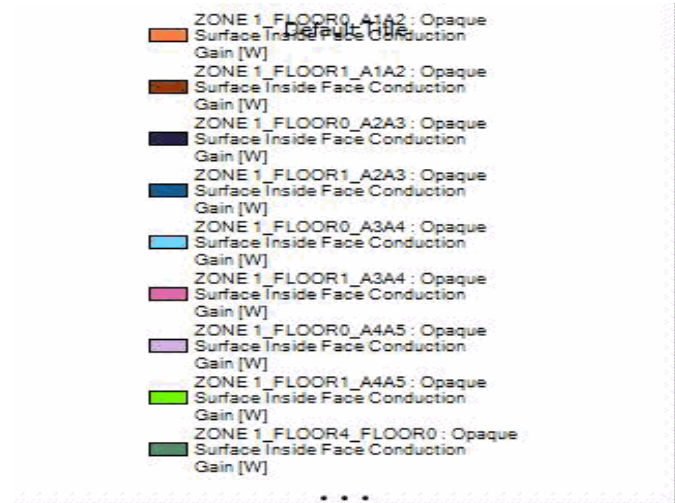 ZONE 1_FLOOR0_A1A2 : Opaque
Default Title
Surface Inside Face Conduction
Gain [W]
ZONE 1_FLOOR1_A1A2 : Opaque
Surface Inside Face Conduction
Gain [W]
ZONE 1_FLOOR0_A2A3 : Opaque
Surface Inside Face Conduction
Gain [W]
ZONE 1_FLOOR1_A2A3 : Opaque
Surface Inside Face Conduction
Gain [W]
ZONE 1_FLOOR0_A3A4 : Opaque
Surface Inside Face Conduction
Gain [W]
ZONE 1_FLOOR1_A3A4 : Opaque
Surface Inside Face Conduction
Gain [W]
ZONE 1_FLOOR0_A4A5 : Opaque
Surface Inside Face Conduction
Gain [W]
ZONE 1_FLOOR1_A4A5 : Opaque
Surface Inside Face Conduction
Gain [W]
ZONE 1_FLOOR4_FLOOR0 : Opaque
Surface Inside Face Conduction
Gain [W]
...